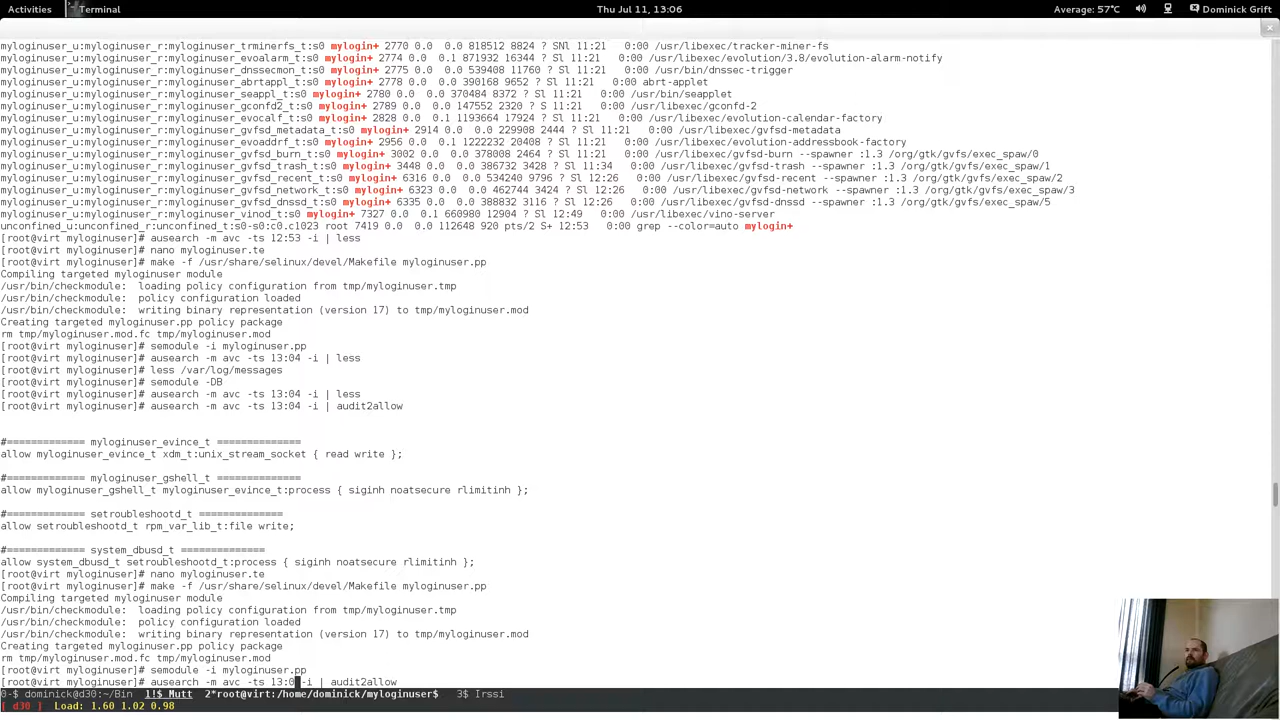 Activities Terminal Thu Jul 11, 13:06 Average: 57°C Dominick Grift
myloginuser_u:myloginuser_r:myloginuser_trminerfs_t:s0 mylogin+ 2770 0.0  0.0 818512 8824 ? SNl 11:21   0:00 /usr/libexec/tracker-miner-fs
myloginuser_u:myloginuser_r:myloginuser_evoalarm_t:s0 mylogin+ 2774 0.0  0.1 871932 16344 ? Sl 11:21   0:00 /usr/libexec/evolution/3.8/evolution-alarm-notify
myloginuser_u:myloginuser_r:myloginuser_dnssecmon_t:s0 mylogin+ 2775 0.0  0.0 539408 11760 ? Sl 11:21   0:00 /usr/bin/dnssec-trigger
myloginuser_u:myloginuser_r:myloginuser_abrtappl_t:s0 mylogin+ 2778 0.0  0.0 390168 9652 ? Sl 11:21   0:00 abrt-applet
myloginuser_u:myloginuser_r:myloginuser_seappl_t:s0 mylogin+ 2780 0.0  0.0 370484 8372 ? Sl 11:21   0:00 /usr/bin/seapplet
myloginuser_u:myloginuser_r:myloginuser_gconfd2_t:s0 mylogin+ 2789 0.0  0.0 147552 2320 ? S 11:21   0:00 /usr/libexec/gconfd-2
myloginuser_u:myloginuser_r:myloginuser_evocalf_t:s0 mylogin+ 2828 0.0  0.1 1193664 17924 ? Sl 11:21   0:00 /usr/libexec/evolution-calendar-factory
myloginuser_u:myloginuser_r:myloginuser_gvfsd_metadata_t:s0 mylogin+ 2914 0.0  0.0 229908 2444 ? Sl 11:21   0:00 /usr/libexec/gvfsd-metadata
myloginuser_u:myloginuser_r:myloginuser_evoaddrf_t:s0 mylogin+ 2956 0.0  0.1 1222232 20408 ? Sl 11:21   0:00 /usr/libexec/evolution-addressbook-factory
myloginuser_u:myloginuser_r:myloginuser_gvfsd_burn_t:s0 mylogin+ 3002 0.0  0.0 378008 2464 ? Sl 11:21   0:00 /usr/libexec/gvfsd-burn --spawner :1.3 /org/gtk/gvfs/exec_spaw/0
myloginuser_u:myloginuser_r:myloginuser_gvfsd_trash_t:s0 mylogin+ 3448 0.0  0.0 386732 3428 ? Sl 11:34   0:00 /usr/libexec/gvfsd-trash --spawner :1.3 /org/gtk/gvfs/exec_spaw/1
myloginuser_u:myloginuser_r:myloginuser_gvfsd_recent_t:s0 mylogin+ 6316 0.0  0.0 534240 9796 ? Sl 12:26   0:00 /usr/libexec/gvfsd-recent --spawner :1.3 /org/gtk/gvfs/exec_spaw/2
myloginuser_u:myloginuser_r:myloginuser_gvfsd_network_t:s0 mylogin+ 6323 0.0  0.0 462744 3424 ? Sl 12:26   0:00 /usr/libexec/gvfsd-network --spawner :1.3 /org/gtk/gvfs/exec_spaw/3
myloginuser_u:myloginuser_r:myloginuser_gvfsd_dnssd_t:s0 mylogin+ 6335 0.0  0.0 388832 3116 ? Sl 12:26   0:00 /usr/libexec/gvfsd-dnssd --spawner :1.3 /org/gtk/gvfs/exec_spaw/5
myloginuser_u:myloginuser_r:myloginuser_vinod_t:s0 mylogin+ 7327 0.0  0.1 660980 12904 ? Sl 12:49   0:00 /usr/libexec/vino-server
unconfined_u:unconfined_r:unconfined_t:s0-s0:c0.c1023 root 7419 0.0  0.0 112648 920 pts/2 S+ 12:53   0:00 grep --color=auto mylogin+
[root@virt myloginuser]# ausearch -m avc -ts 12:53 -i | less
[root@virt myloginuser]# nano myloginuser.te
[root@virt myloginuser]# make -f /usr/share/selinux/devel/Makefile myloginuser.pp
Compiling targeted myloginuser module
/usr/bin/checkmodule:  loading policy configuration from tmp/myloginuser.tmp
/usr/bin/checkmodule:  policy configuration loaded
/usr/bin/checkmodule:  writing binary representation (version 17) to tmp/myloginuser.mod
Creating targeted myloginuser.pp policy package
rm tmp/myloginuser.mod.fc tmp/myloginuser.mod
[root@virt myloginuser]# semodule -i myloginuser.pp
[root@virt myloginuser]# ausearch -m avc -ts 13:04 -i | less
[root@virt myloginuser]# less /var/log/messages
[root@virt myloginuser]# semodule -DB
[root@virt myloginuser]# ausearch -m avc -ts 13:04 -i | less
[root@virt myloginuser]# ausearch -m avc -ts 13:04 -i | audit2allow
#============= myloginuser_evince_t ==============
allow myloginuser_evince_t xdm_t:unix_stream_socket { read write };
#============= myloginuser_gshell_t ==============
allow myloginuser_gshell_t myloginuser_evince_t:process { siginh noatsecure rlimitinh };
#============= setroubleshootd_t ==============
allow setroubleshootd_t rpm_var_lib_t:file write;
#============= system_dbusd_t ==============
allow system_dbusd_t setroubleshootd_t:process { siginh noatsecure rlimitinh };
[root@virt myloginuser]# nano myloginuser.te
[root@virt myloginuser]# make -f /usr/share/selinux/devel/Makefile myloginuser.pp
Compiling targeted myloginuser module
/usr/bin/checkmodule:  loading policy configuration from tmp/myloginuser.tmp
/usr/bin/checkmodule:  policy configuration loaded
/usr/bin/checkmodule:  writing binary representation (version 17) to tmp/myloginuser.mod
Creating targeted myloginuser.pp policy package
rm tmp/myloginuser.mod.fc tmp/myloginuser.mod
[root@virt myloginuser]# semodule -i myloginuser.pp
[root@virt myloginuser]# ausearch -m avc -ts 13:0 -i | audit2allow
0-$ dominick@d30:~/Bin  1!$ Mutt  2*root@virt:/home/dominick/myloginuser$  3$ Irssi
[ d30] Load: 1.60 1.02 0.98